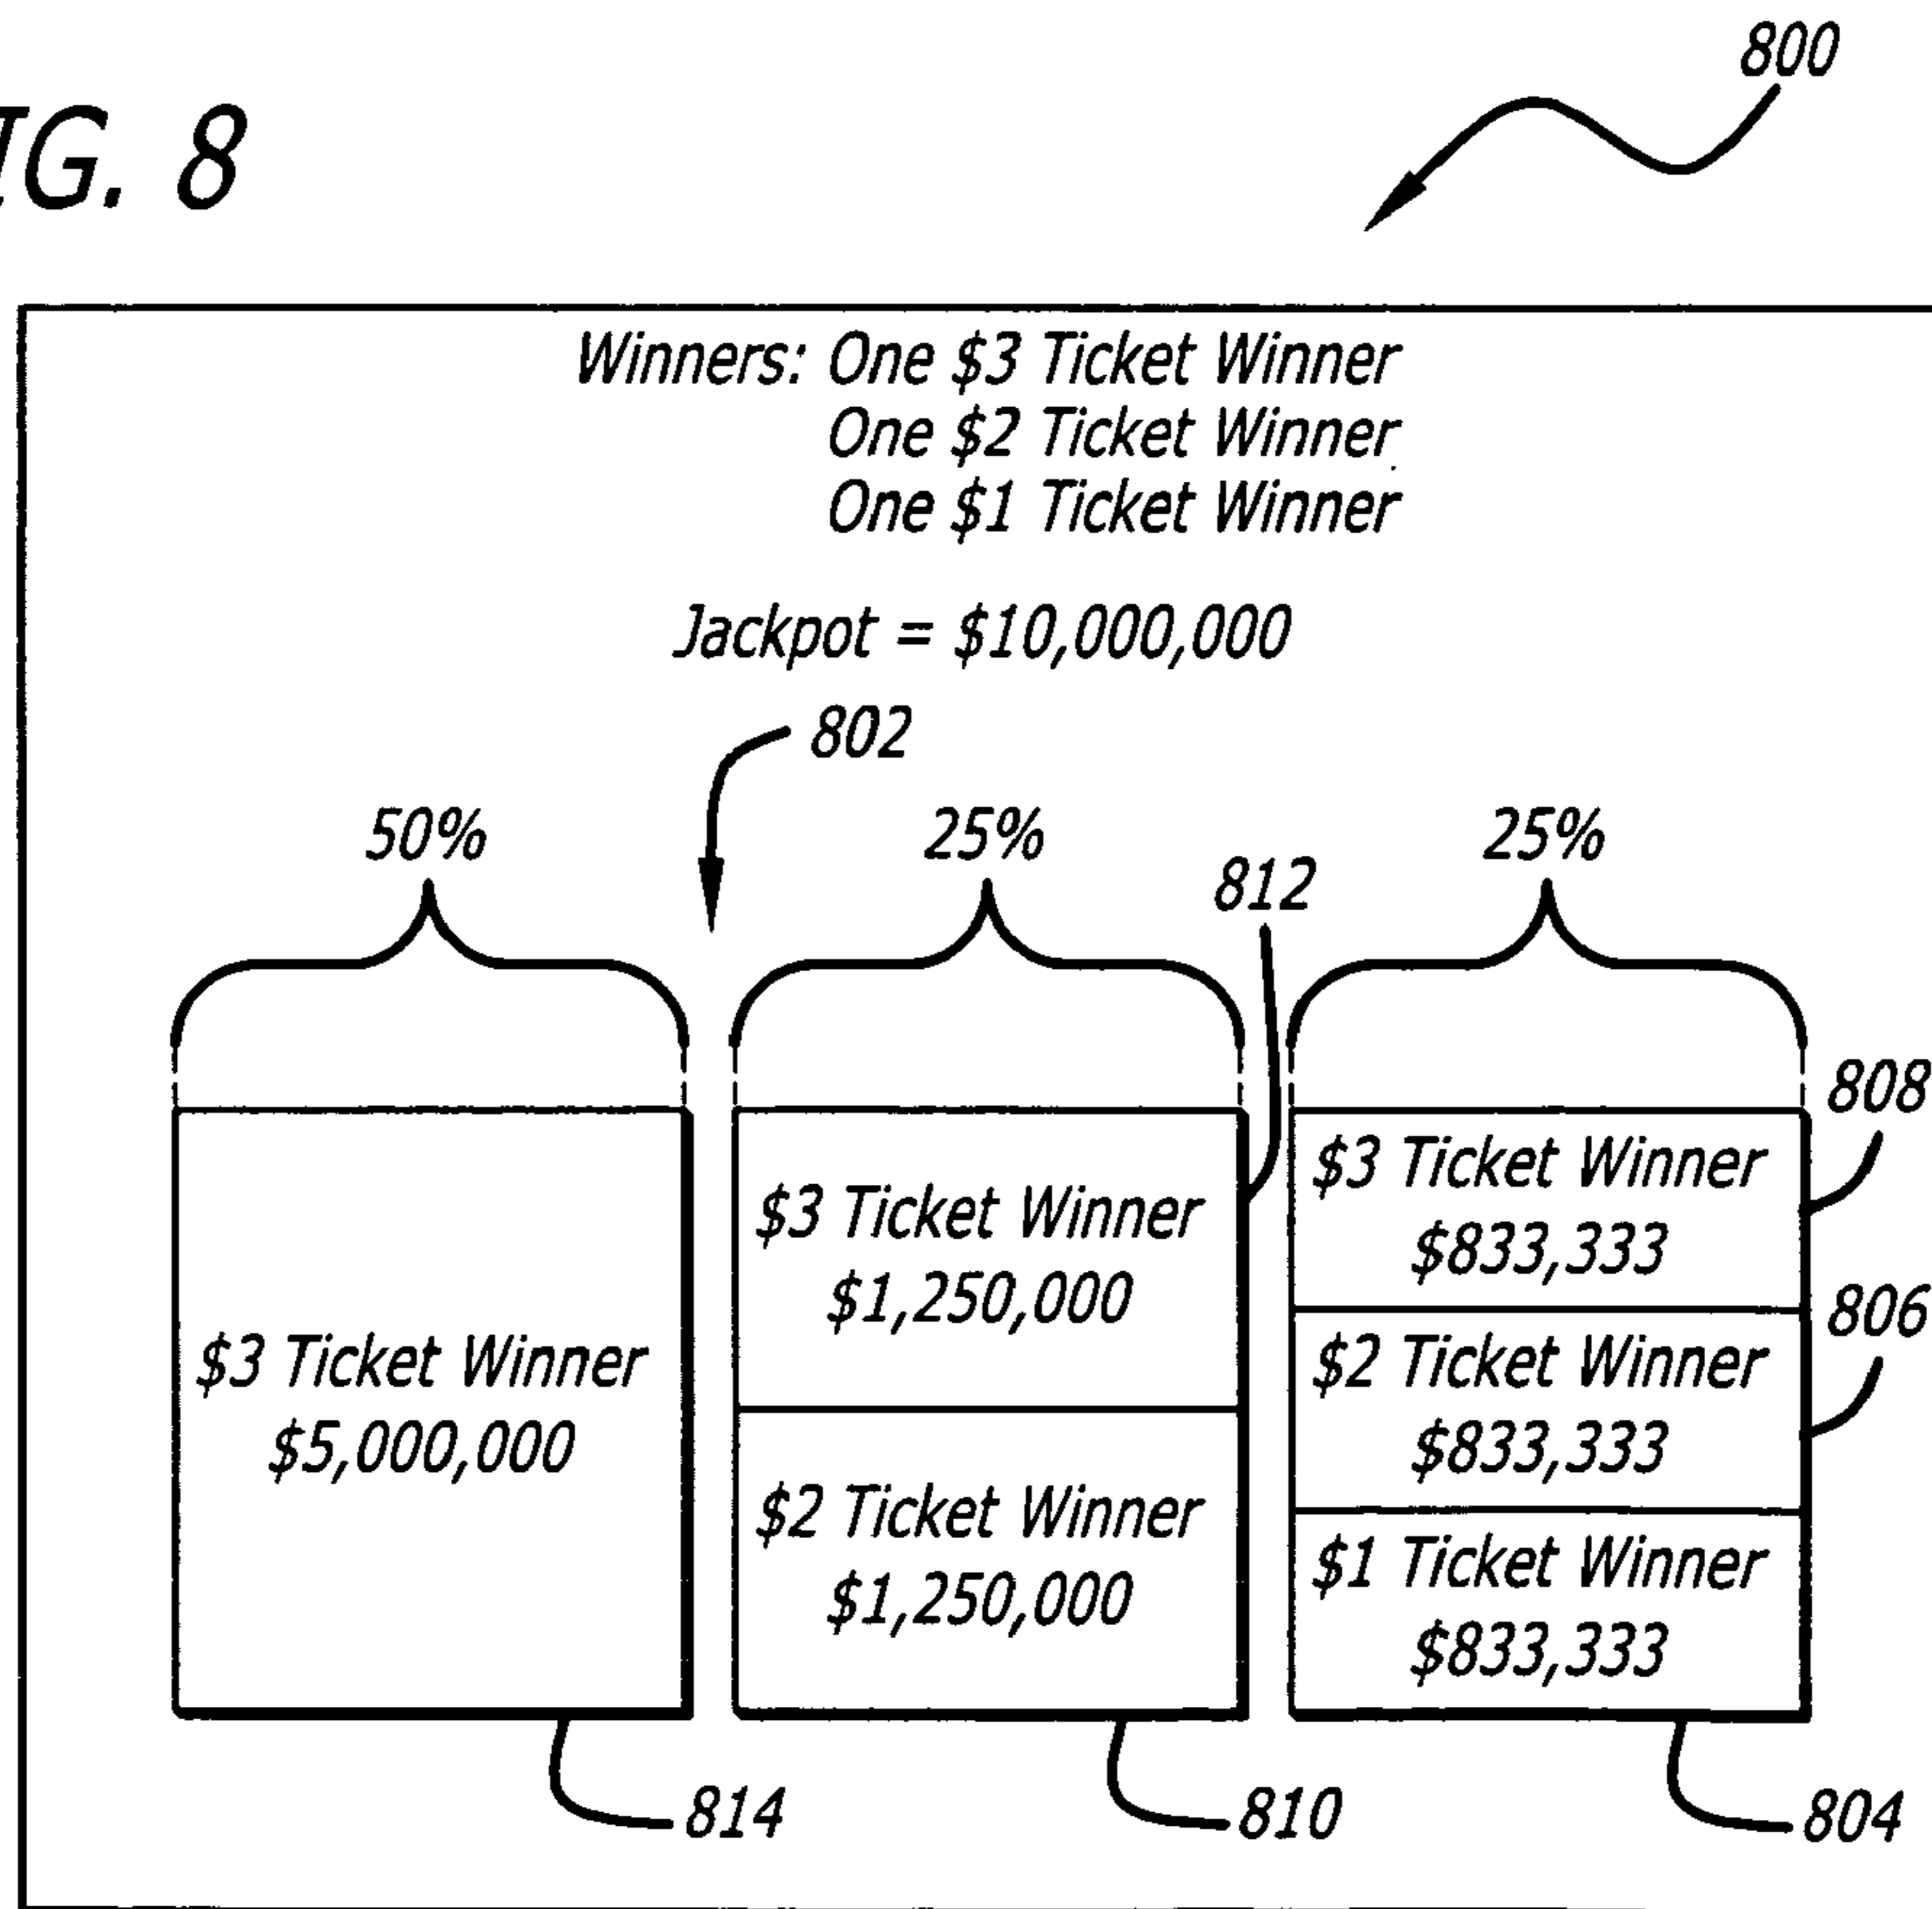 800
IG. 8
Winners: One $3 Ticket Winner
One $2 Ticket Winner
One $1 Ticket Winner
Jackpot = $10,000,000
802
50%
25%
25%
812
808
$3 Ticket Winner
$833,333
$3 Ticket Winner
$1,250,000
806
$3 Ticket Winner
$5,000,000
$2 Ticket Winner
$833,333
$2 Ticket Winner
$1,250,000
$1 Ticket Winner
$833,333
814
810
804